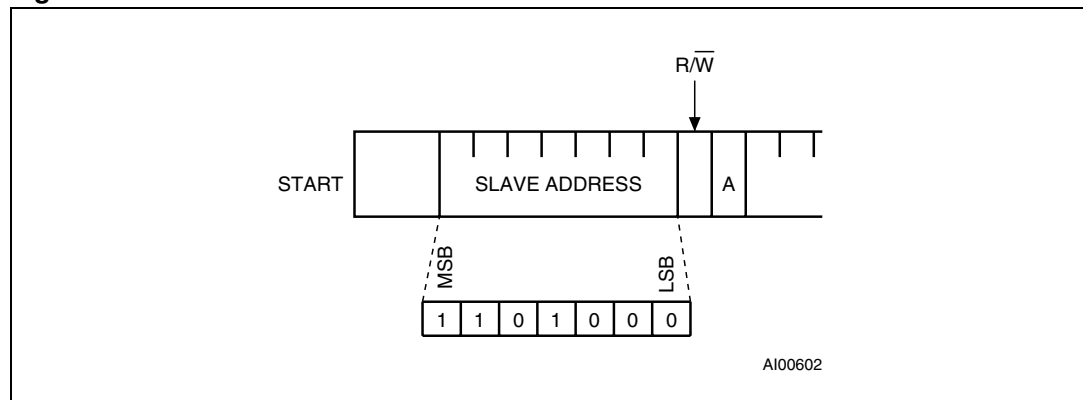 R/W̅
START
SLAVE ADDRESS
A
MSB
LSB
1 1 0 1 0 0 0
AI00602